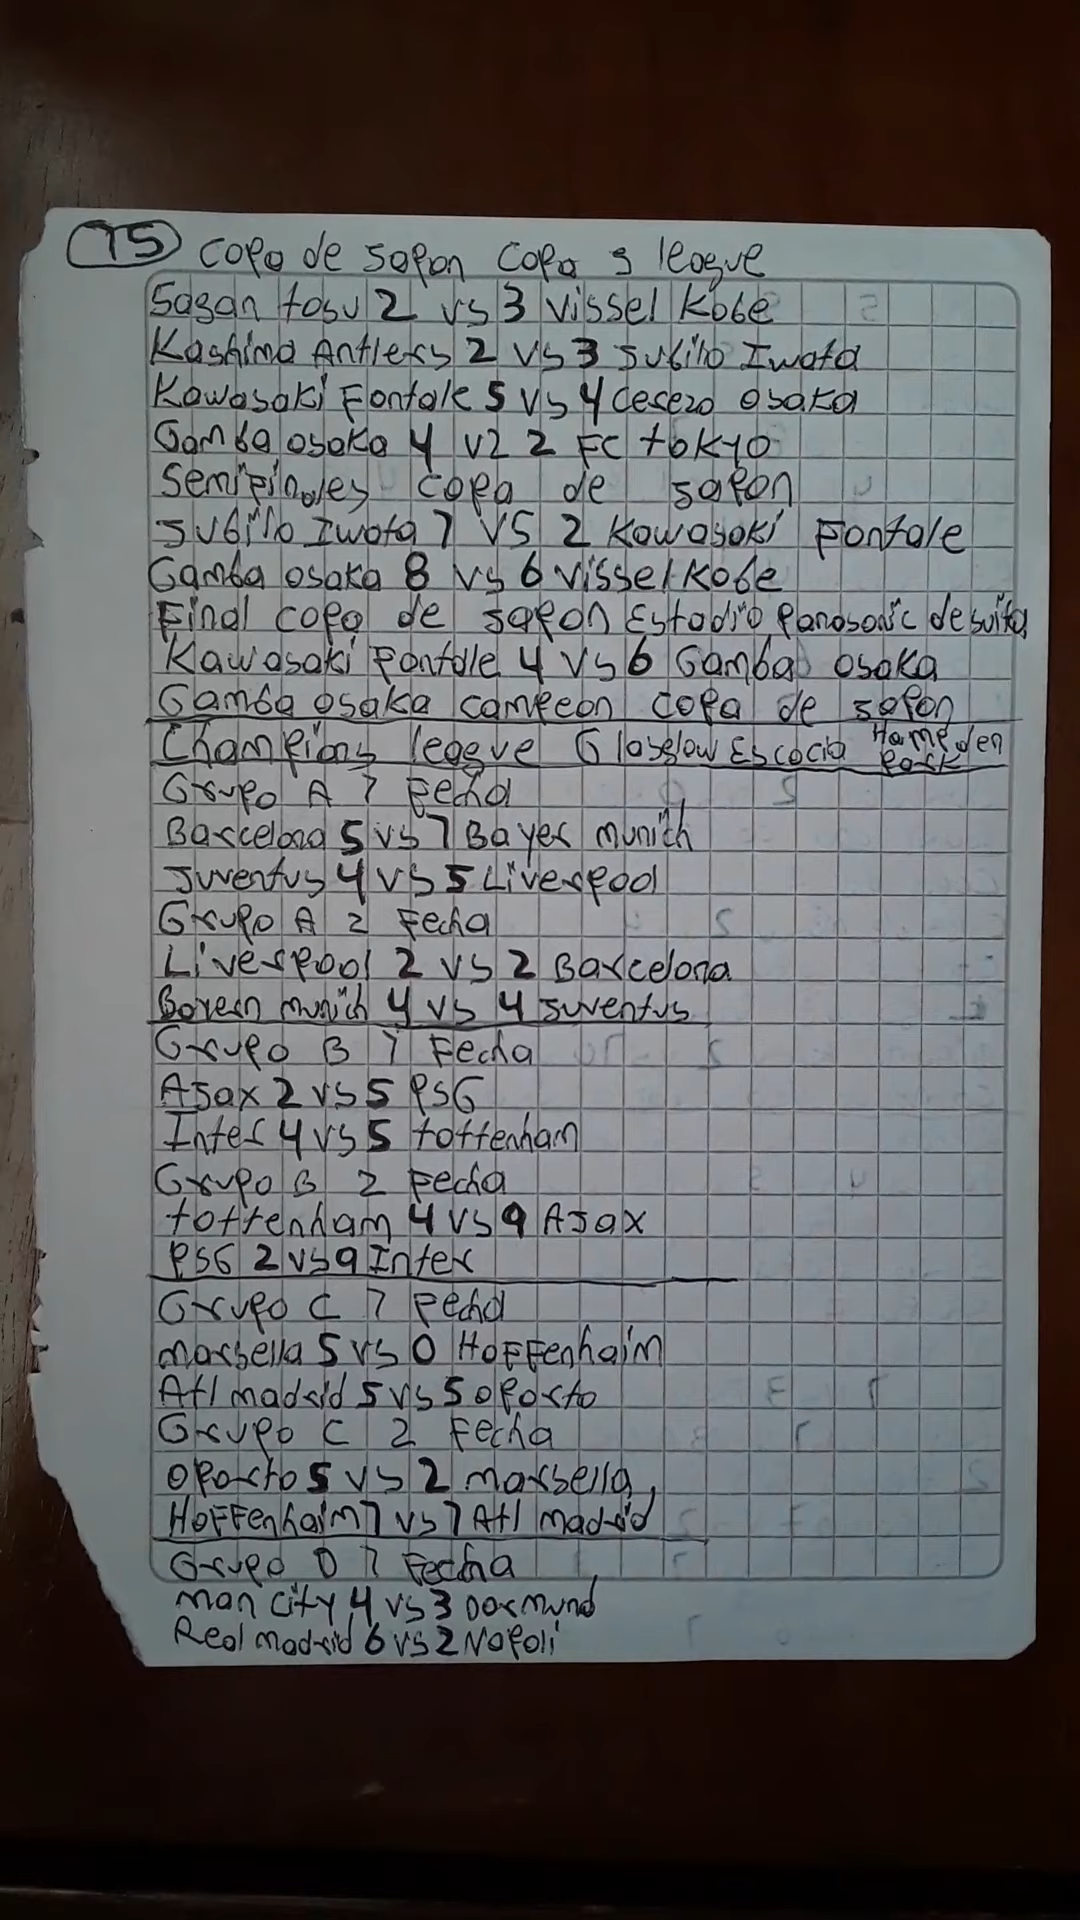 15 copa de Japon copa J league
Sagan tosu 2 vs 3 vissel Kobe
Kashima Antlers 2 vs 3 Jubilo Iwata
Kawasaki Fontale 5 vs 4 cerezo osaka
Gamba osaka 4 v2 2 FC tokyo
Semifinales copa de Japon
Jubilo Iwata 1 vs 2 Kawasaki Fontale
Gamba osaka 8 vs 6 vissel Kobe
Final copa de Japon Estadio Panasonic de suita
Kawasaki Fontale 4 vs 6 Gamba osaka
Gamba osaka campeon copa de Japon
Champions league Glasglow Escocia Hampden Park
Grupo A 1 Fecha
Barcelona 5 vs 7 Bayer munich
Juventus 4 vs 5 Liverpool
Grupo A 2 Fecha
Liverpool 2 vs 2 Barcelona
Bayern munich 4 vs 4 Juventus
Grupo B 1 Fecha
AJax 2 vs 5 PSG
Inter 4 vs 5 tottenham
Grupo B 2 Fecha
tottenham 4 vs 9 AJax
PSG 2 vs 9 Inter
Grupo C 1 Fecha
marsella 5 vs 0 HoFFenhaim
Atl madrid 5 vs 5 oporto
Grupo C 2 Fecha
oporto 5 vs 2 marsella
HoFFenhaim 1 vs 1 Atl madrid
Grupo D 1 Fecha
man city 4 vs 3 Dormund
Real madrid 6 vs 2 Napoli